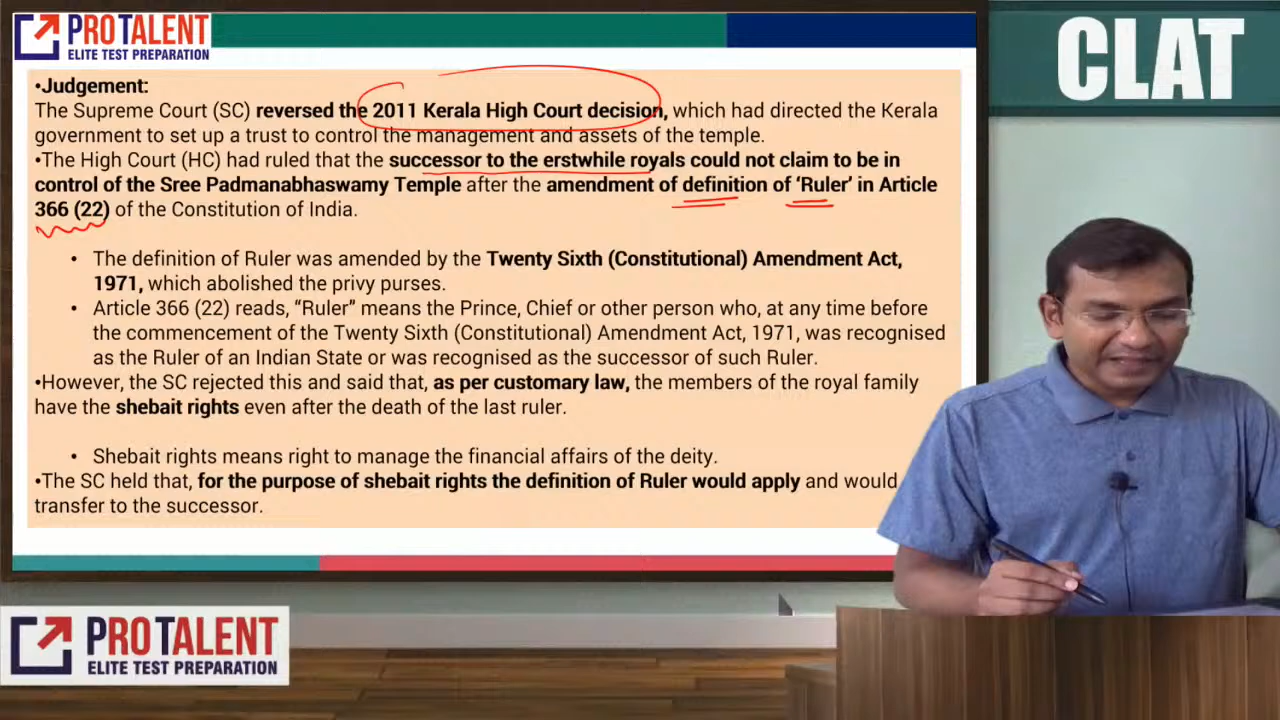 PRO TALENT
ELITE TEST PREPARATION
CLAT
•Judgement:
The Supreme Court (SC) reversed the 2011 Kerala High Court decision, which had directed the Kerala
government to set up a trust to control the management and assets of the temple.
•The High Court (HC) had ruled that the successor to the erstwhile royals could not claim to be in
control of the Sree Padmanabhaswamy Temple after the amendment of definition of ‘Ruler’ in Article
366 (22) of the Constitution of India.
• The definition of Ruler was amended by the Twenty Sixth (Constitutional) Amendment Act,
1971, which abolished the privy purses.
• Article 366 (22) reads, “Ruler” means the Prince, Chief or other person who, at any time before
the commencement of the Twenty Sixth (Constitutional) Amendment Act, 1971, was recognised
as the Ruler of an Indian State or was recognised as the successor of such Ruler.
•However, the SC rejected this and said that, as per customary law, the members of the royal family
have the shebait rights even after the death of the last ruler.
• Shebait rights means right to manage the financial affairs of the deity.
•The SC held that, for the purpose of shebait rights the definition of Ruler would apply and would
transfer to the successor.
PRO TALENT
ELITE TEST PREPARATION